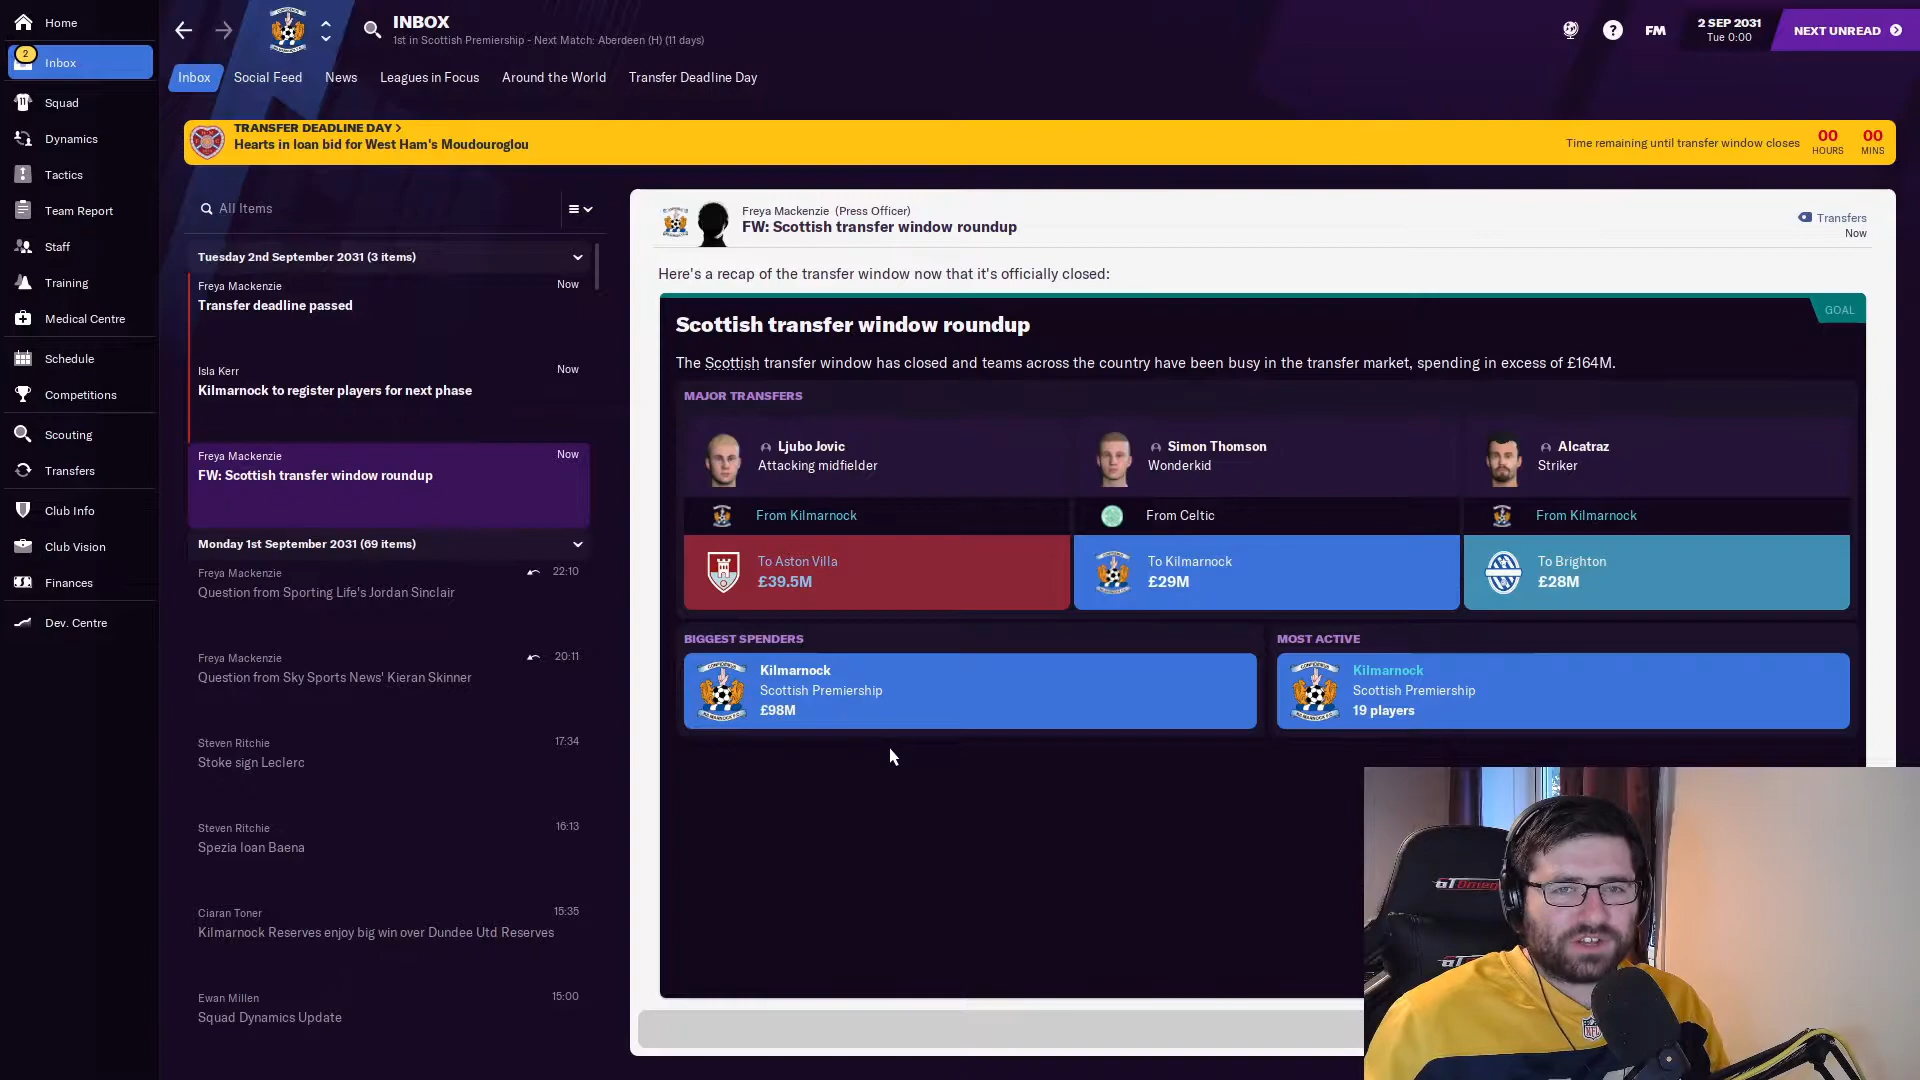 Home
Inbox
2
Squad
Dynamics
Tactics
Team Report
Staff
Training
Medical Centre
Schedule
Competitions
Scouting
Transfers
Club Info
Club Vision
Finances
Dev. Centre
INBOX
1st in Scottish Premiership - Next Match: Aberdeen (H) (11 days)
FM
2 SEP 2031
Tue 0:00
NEXT UNREAD
Inbox
Social Feed
News
Leagues in Focus
Around the World
Transfer Deadline Day
TRANSFER DEADLINE DAY >
Hearts in loan bid for West Ham's Moudouroglou
Time remaining until transfer window closes
00
HOURS
00
MINS
All Items
Tuesday 2nd September 2031 (3 items)
Freya Mackenzie
Now
Transfer deadline passed
Isla Kerr
Now
Kilmarnock to register players for next phase
Freya Mackenzie
Now
FW: Scottish transfer window roundup
Monday 1st September 2031 (69 items)
Freya Mackenzie
22:10
Question from Sporting Life's Jordan Sinclair
Freya Mackenzie
20:11
Question from Sky Sports News' Kieran Skinner
Steven Ritchie
17:34
Stoke sign Leclerc
Steven Ritchie
16:13
Spezia loan Baena
Ciaran Toner
15:35
Kilmarnock Reserves enjoy big win over Dundee Utd Reserves
Ewan Millen
15:00
Squad Dynamics Update
Freya Mackenzie (Press Officer)
FW: Scottish transfer window roundup
Transfers
Now
Here's a recap of the transfer window now that it's officially closed:
GOAL
Scottish transfer window roundup
The Scottish transfer window has closed and teams across the country have been busy in the transfer market, spending in excess of £164M.
MAJOR TRANSFERS
Ljubo Jovic
Attacking midfielder
From Kilmarnock
To Aston Villa
£39.5M
Simon Thomson
Wonderkid
From Celtic
To Kilmarnock
£29M
Alcatraz
Striker
From Kilmarnock
To Brighton
£28M
BIGGEST SPENDERS
Kilmarnock
Scottish Premiership
£98M
MOST ACTIVE
Kilmarnock
Scottish Premiership
19 players
NFL